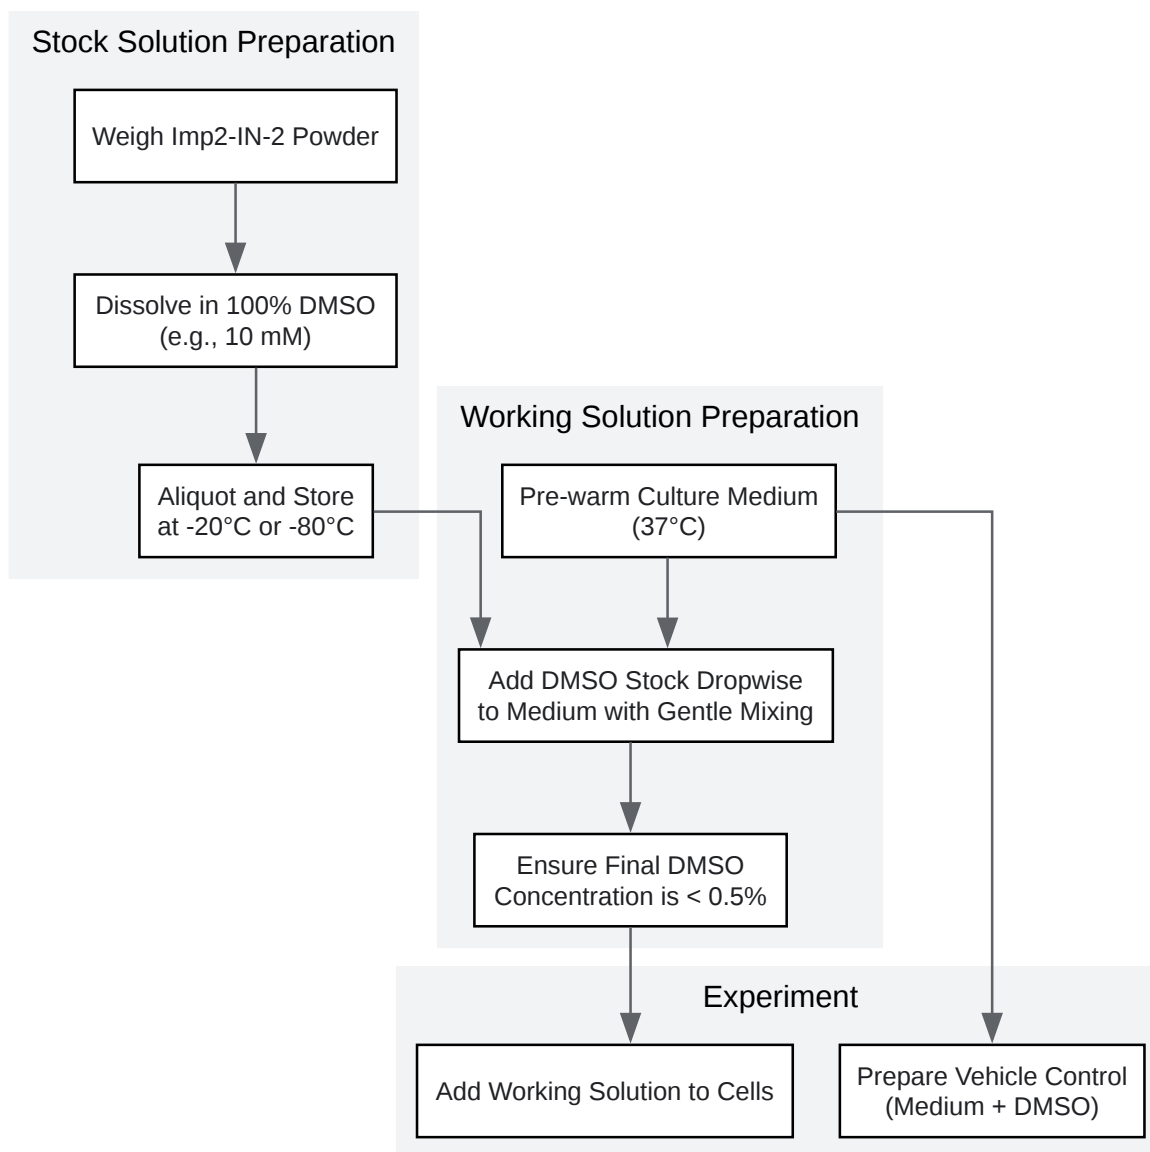 Stock Solution Preparation
Weigh Imp2-IN-2 Powder
Dissolve in 100% DMSO
(e.g., 10 mM)
Aliquot and Store
at -20°C or -80°C
Working Solution Preparation
Pre-warm Culture Medium
(37°C)
Add DMSO Stock Dropwise
to Medium with Gentle Mixing
Ensure Final DMSO
Concentration is < 0.5%
Experiment
Add Working Solution to Cells
Prepare Vehicle Control
(Medium + DMSO)